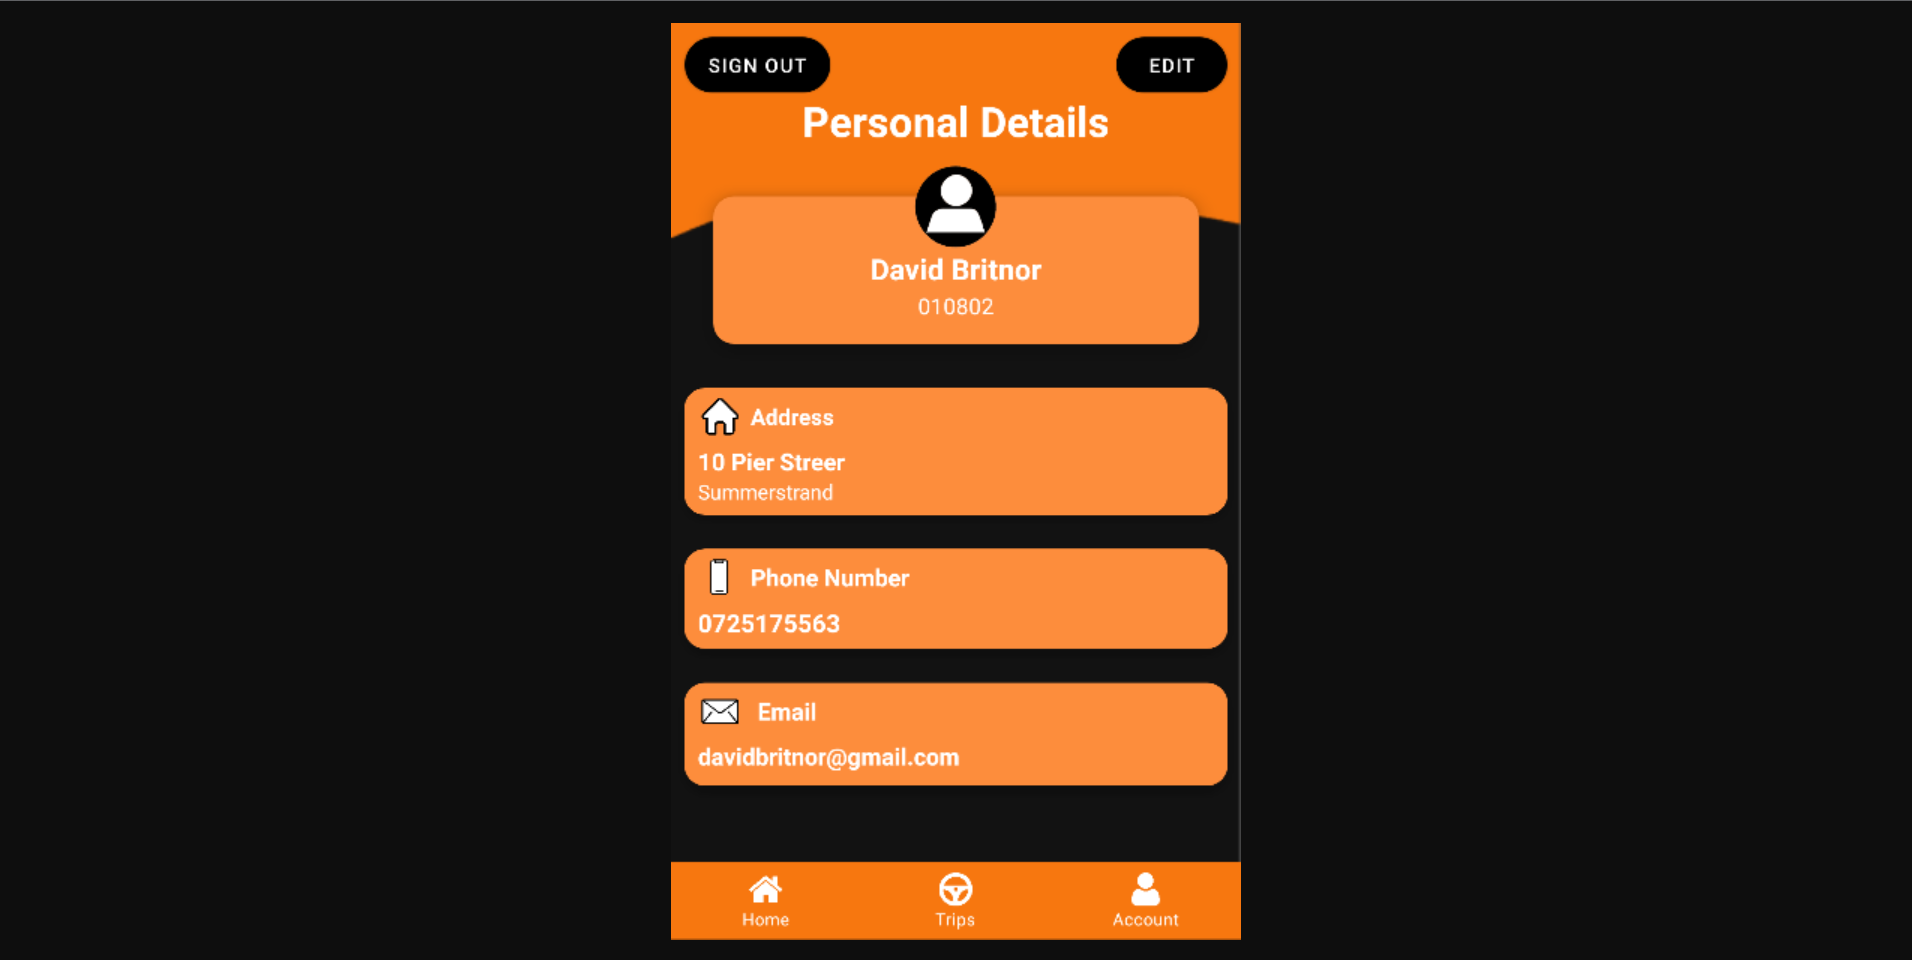 SIGN OUT
EDIT
Personal Details
David Britnor
010802
Address
10 Pier Streer
Summerstrand
Phone Number
0725175563
Email
davidbritnor@gmail.com
Home
Trips
Account